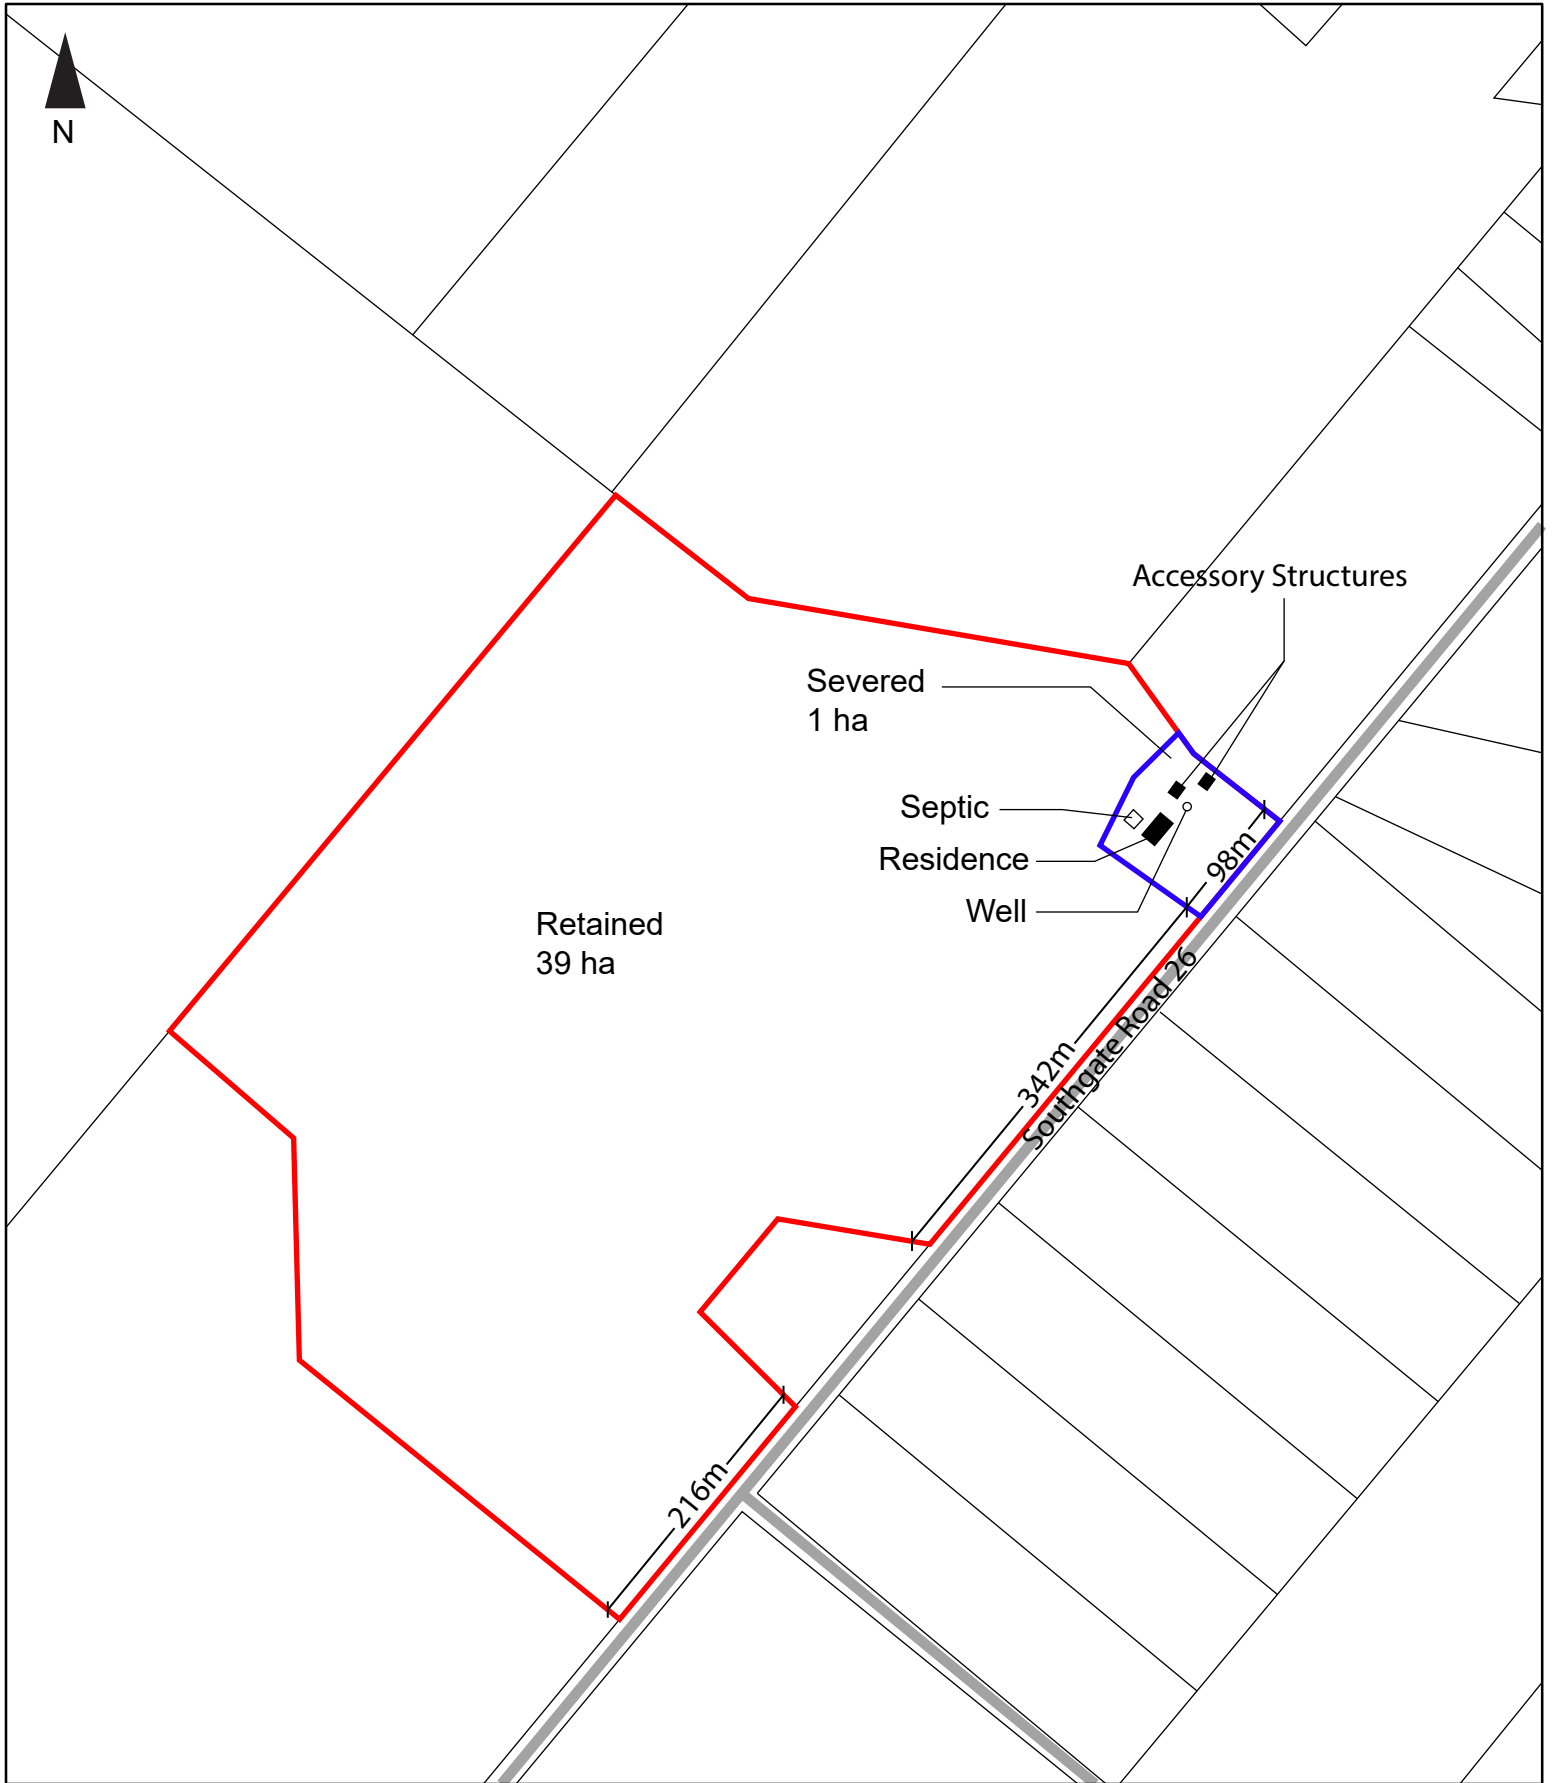 N
Accessory Structures
Severed
1 ha
Septic
98m
Residence
Well
Retained
39 ha
Southgate Road 26
342m
216m